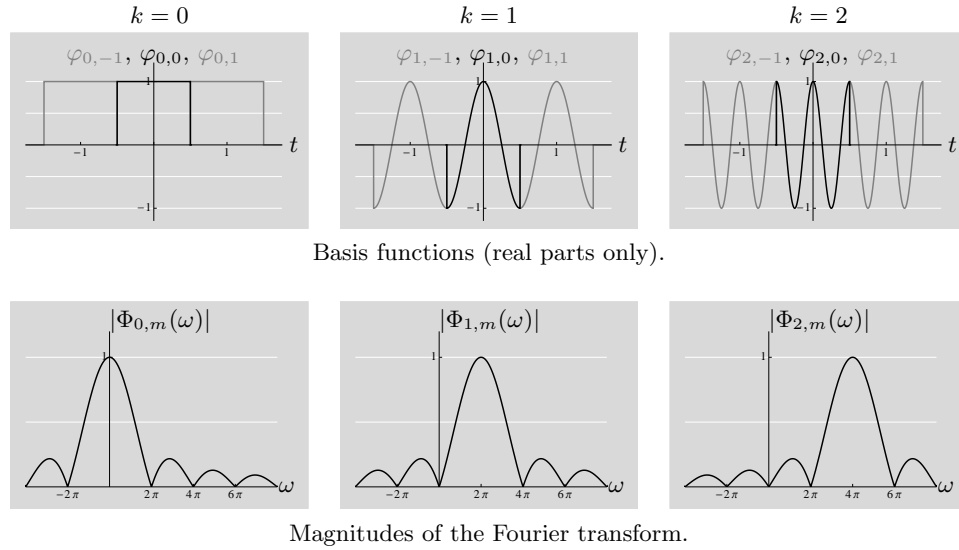 k = 0 k = 1 k = 2
φ0,−1, φ0,0, φ0,1 φ1,−1, φ1,0, φ1,1 φ2,−1, φ2,0, φ2,1
1 1 1
−1 1 t −1 1 t −1 1 t
−1 −1 −1
Basis functions (real parts only).
|Φ0,m(ω)| |Φ1,m(ω)| |Φ2,m(ω)|
1 1 1
−2π 2π 4π 6π ω −2π 2π 4π 6π ω −2π 2π 4π 6π ω
Magnitudes of the Fourier transform.